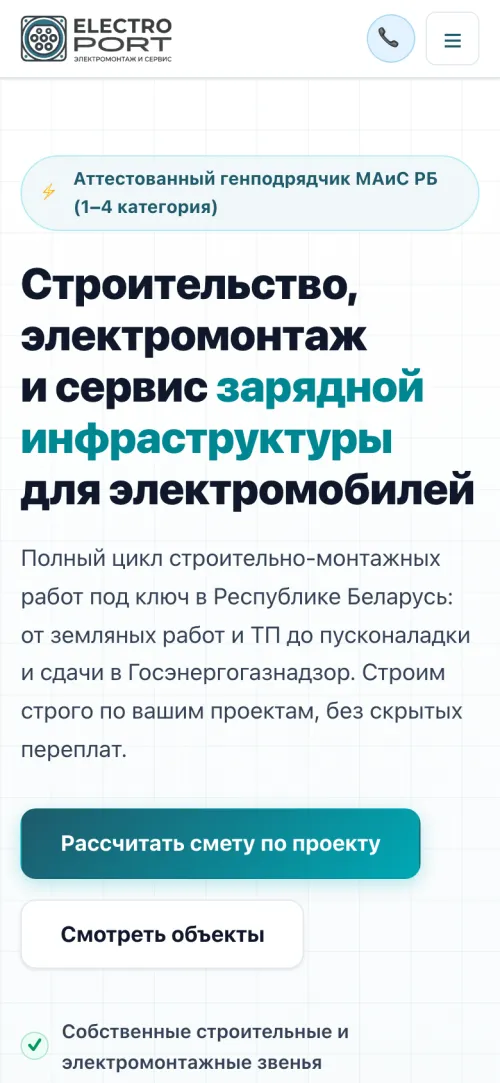 ELECTRO
PORT
ЭЛЕКТРОМОНТАЖ И СЕРВИС
Аттестованный генподрядчик МАиС РБ
(1–4 категория)
Строительство,
электромонтаж
и сервис зарядной
инфраструктуры
для электромобилей
Полный цикл строительно-монтажных
работ под ключ в Республике Беларусь:
от земляных работ и ТП до пусконаладки
и сдачи в Госэнергогазнадзор. Строим
строго по вашим проектам, без скрытых
переплат.
Рассчитать смету по проекту
Смотреть объекты
Собственные строительные и
электромонтажные звенья